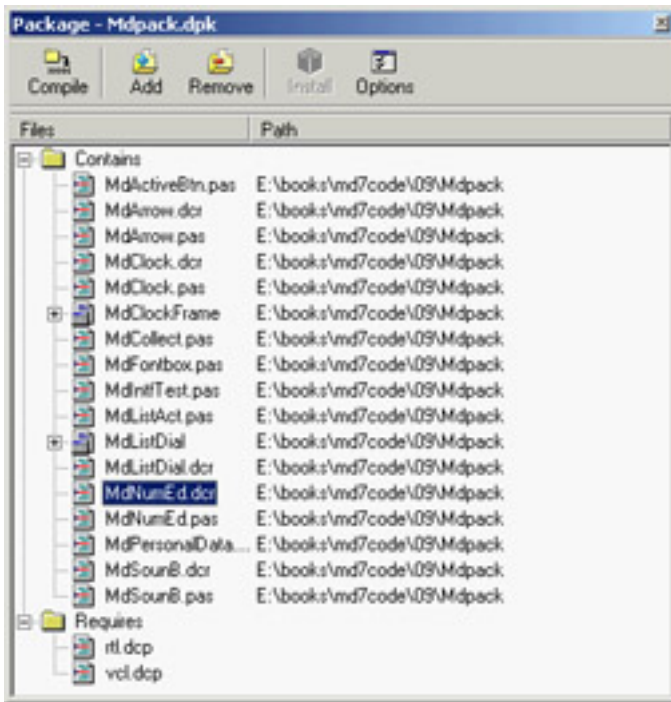 Package - Mdpack.dpk
Compile Add Remove Install Options
Files Path
Contains
MdActiveBtn.pas E:\books\md7code\09\Mdpack
MdArrow.dcr E:\books\md7code\09\Mdpack
MdArrow.pas E:\books\md7code\09\Mdpack
MdClock.dcr E:\books\md7code\09\Mdpack
MdClock.pas E:\books\md7code\09\Mdpack
MdClockFrame E:\books\md7code\09\Mdpack
MdCollect.pas E:\books\md7code\09\Mdpack
MdFontbox.pas E:\books\md7code\09\Mdpack
MdIntfTest.pas E:\books\md7code\09\Mdpack
MdListAct.pas E:\books\md7code\09\Mdpack
MdListDial E:\books\md7code\09\Mdpack
MdListDial.dcr E:\books\md7code\09\Mdpack
MdNumEd.dcr E:\books\md7code\09\Mdpack
MdNumEd.pas E:\books\md7code\09\Mdpack
MdPersonalData.... E:\books\md7code\09\Mdpack
MdSounB.dcr E:\books\md7code\09\Mdpack
MdSounB.pas E:\books\md7code\09\Mdpack
Requires
rtl.dcp
vcl.dcp